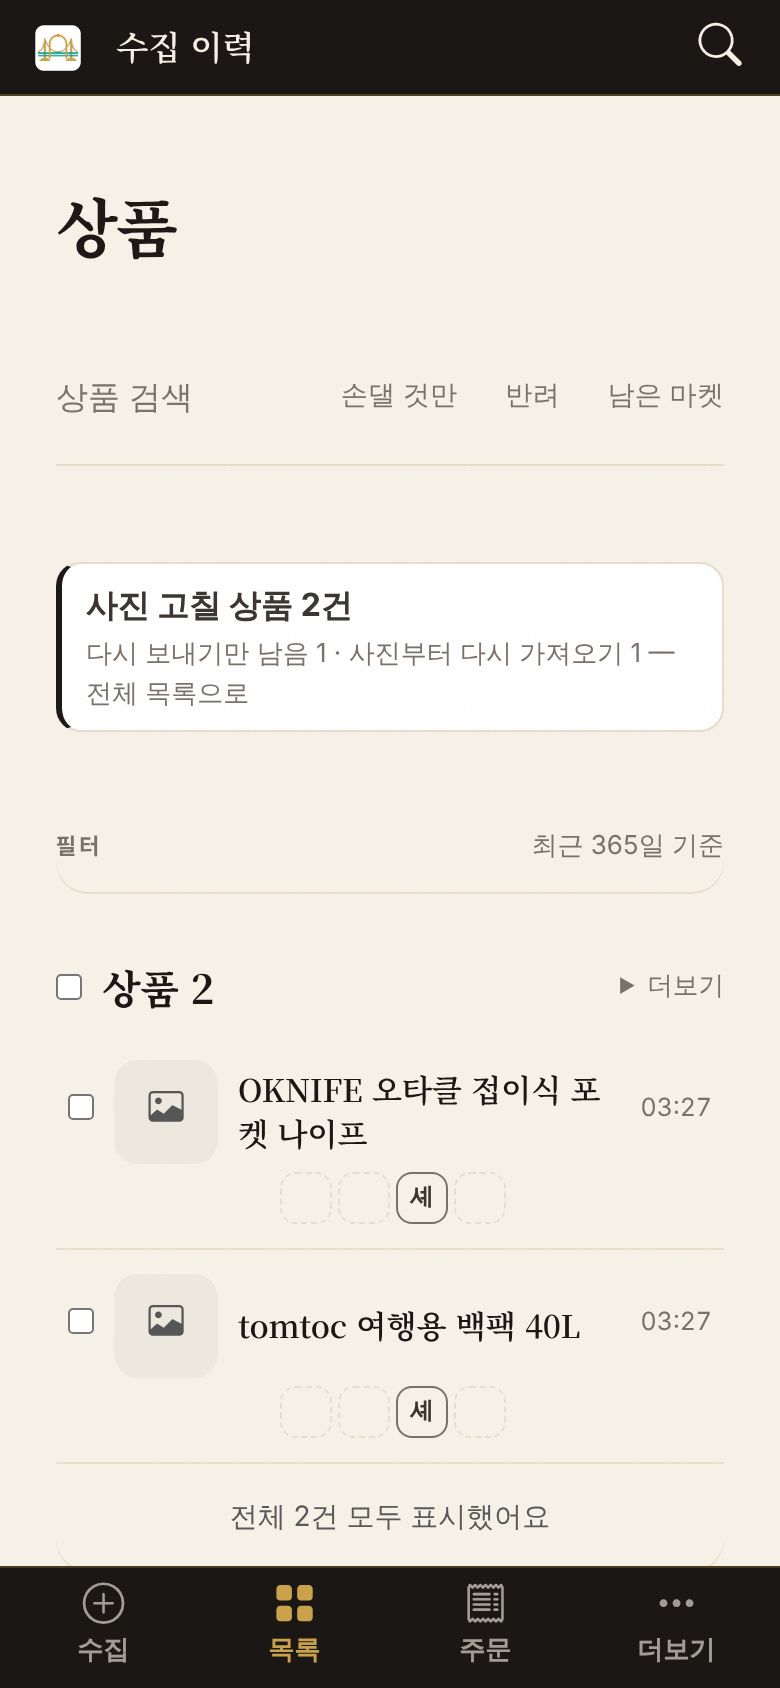 수집 이력
상품
상품 검색 손댈 것만 반려 남은 마켓
사진 고칠 상품 2건
다시 보내기만 남음 1 · 사진부터 다시 가져오기 1 —
전체 목록으로
필터 최근 365일 기준
상품 2 ▶ 더보기
OKNIFE 오타클 접이식 포
켓 나이프
03:27
셰
tomtoc 여행용 백팩 40L 03:27
셰
전체 2건 모두 표시했어요
수집 목록 주문 더보기